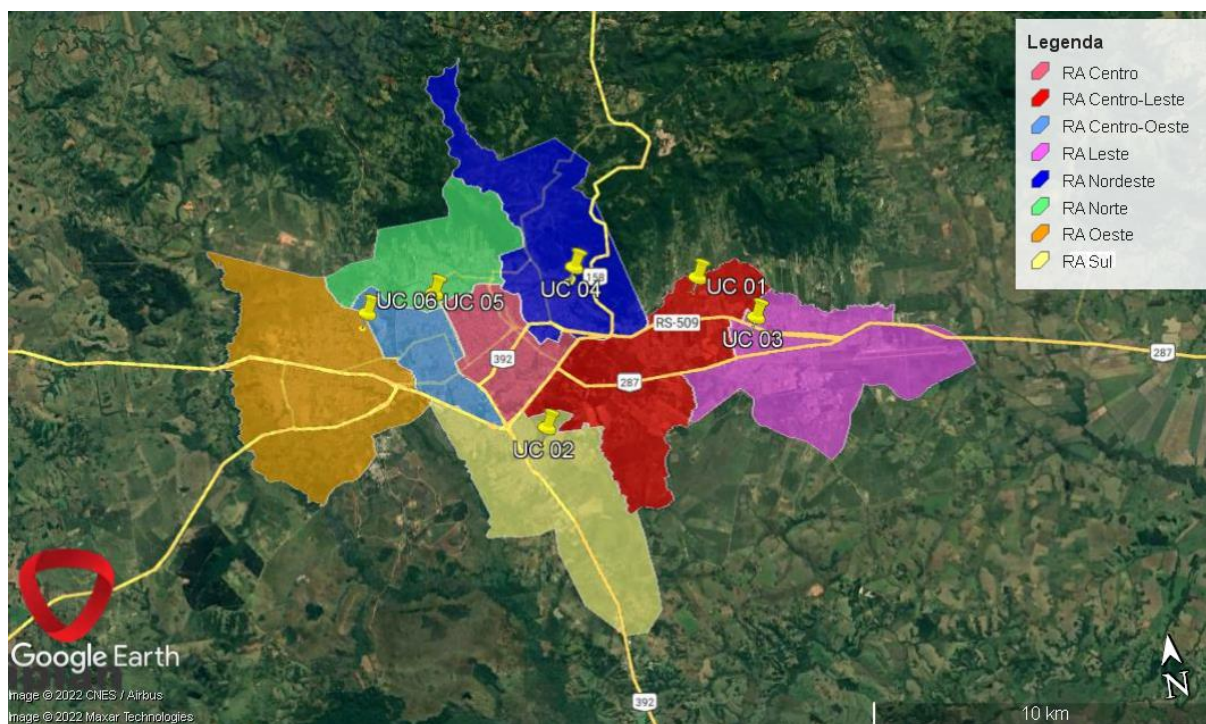 Legenda
RA Centro
RA Centro-Leste
RA Centro-Oeste
RA Leste
RA Nordeste
RA Norte
RA Oeste
RA Sul
158
UC 01
UC 04
UC 06
UC 05
UC 03
RS-509
287
392
287
UC 02
Google Earth
Image © 2022 CNES / Airbus
Image © 2022 Maxar Technologies
392
10 km
N